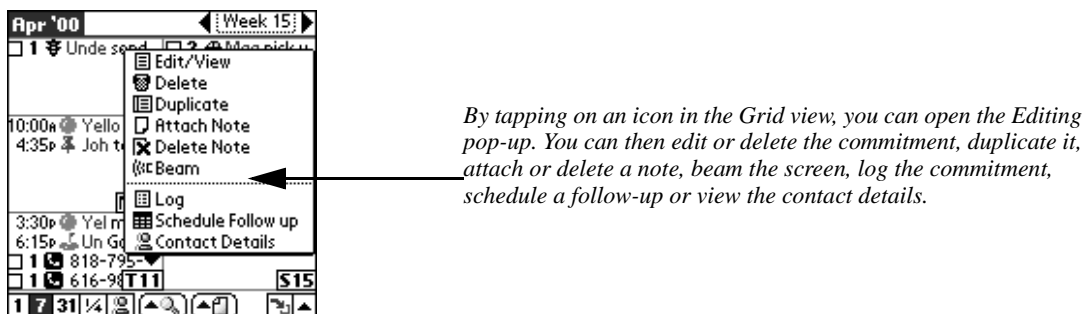 Apr '00 Week 15
1 Unde send 2 Mag pick u
Edit/View
Delete
Duplicate
10:00a Yello Attach Note
4:35p Joh t Delete Note
Beam
Log
3:30p Yel m Schedule Follow up
6:15p Un Go Contact Details
1 818-795-
1 616-98 T11 S15
1 7 31 1/4
By tapping on an icon in the Grid view, you can open the Editing
pop-up. You can then edit or delete the commitment, duplicate it,
attach or delete a note, beam the screen, log the commitment,
schedule a follow-up or view the contact details.